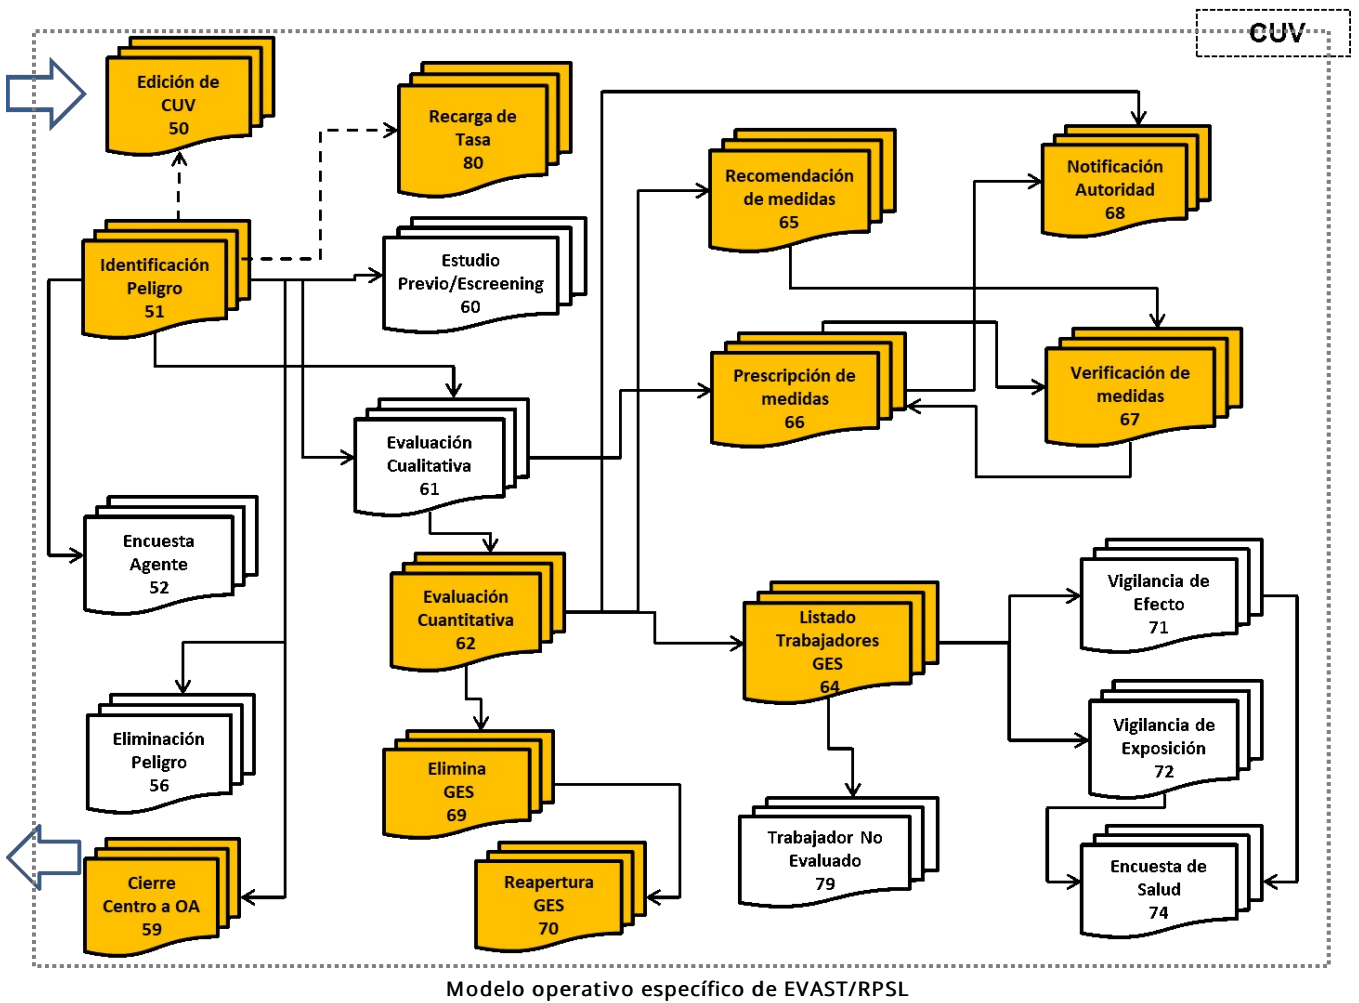 CUV
Edición de
CUV
50
Recarga de
Tasa
80
Recomendación
de medidas
65
Notificación
Autoridad
68
Identificación
Peligro
51
Estudio
Previo/Escreening
60
Prescripción de
medidas
66
Verificación de
medidas
67
Evaluación
Cualitativa
61
Encuesta
Agente
52
Evaluación
Cuantitativa
62
Listado
Trabajadores
GES
64
Vigilancia de
Efecto
71
Eliminación
Peligro
56
Vigilancia de
Exposición
72
Elimina
GES
69
Trabajador No
Evaluado
79
Encuesta de
Salud
74
Cierre
Centro a OA
59
Reapertura
GES
70
Modelo operativo específico de EVAST/RPSL